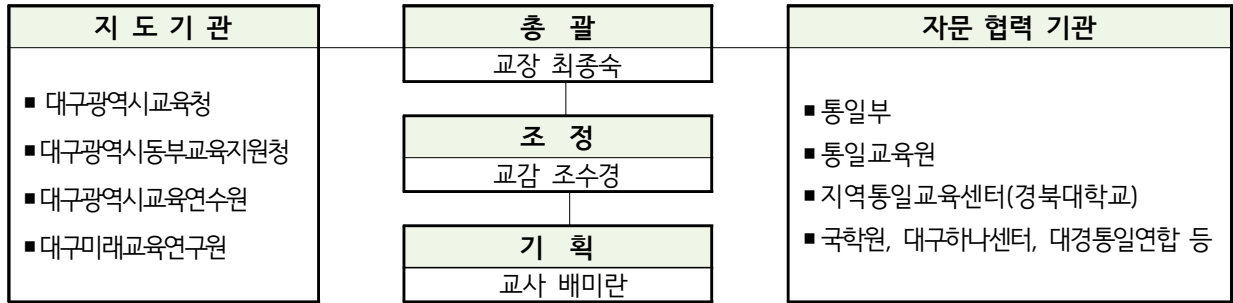 지 도 기 관
■ 대구광역시교육청
■ 대구광역시동부교육지원청
■ 대구광역시교육연수원
■ 대구미래교육연구원
총 괄
교장 최종숙
조 정
교감 조수경
기 획
교사 배미란
자문 협력 기관
■ 통일부
■ 통일교육원
■ 지역통일교육센터(경북대학교)
■ 국학원, 대구하나센터, 대경통일연합 등